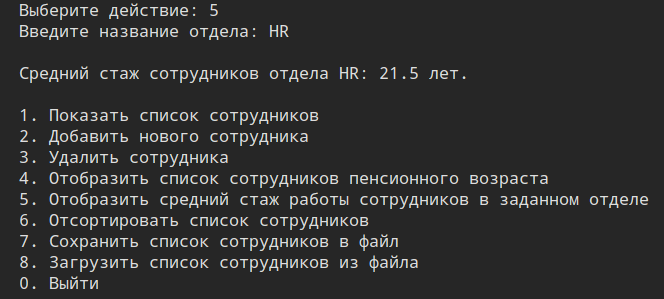 Выберите действие: 5
Введите название отдела: HR
Средний стаж сотрудников отдела HR: 21.5 лет.
1. Показать список сотрудников
2. Добавить нового сотрудника
3. Удалить сотрудника
4. Отобразить список сотрудников пенсионного возраста
5. Отобразить средний стаж работы сотрудников в заданном отделе
6. Отсортировать список сотрудников
7. Сохранить список сотрудников в файл
8. Загрузить список сотрудников из файла
0. Выйти